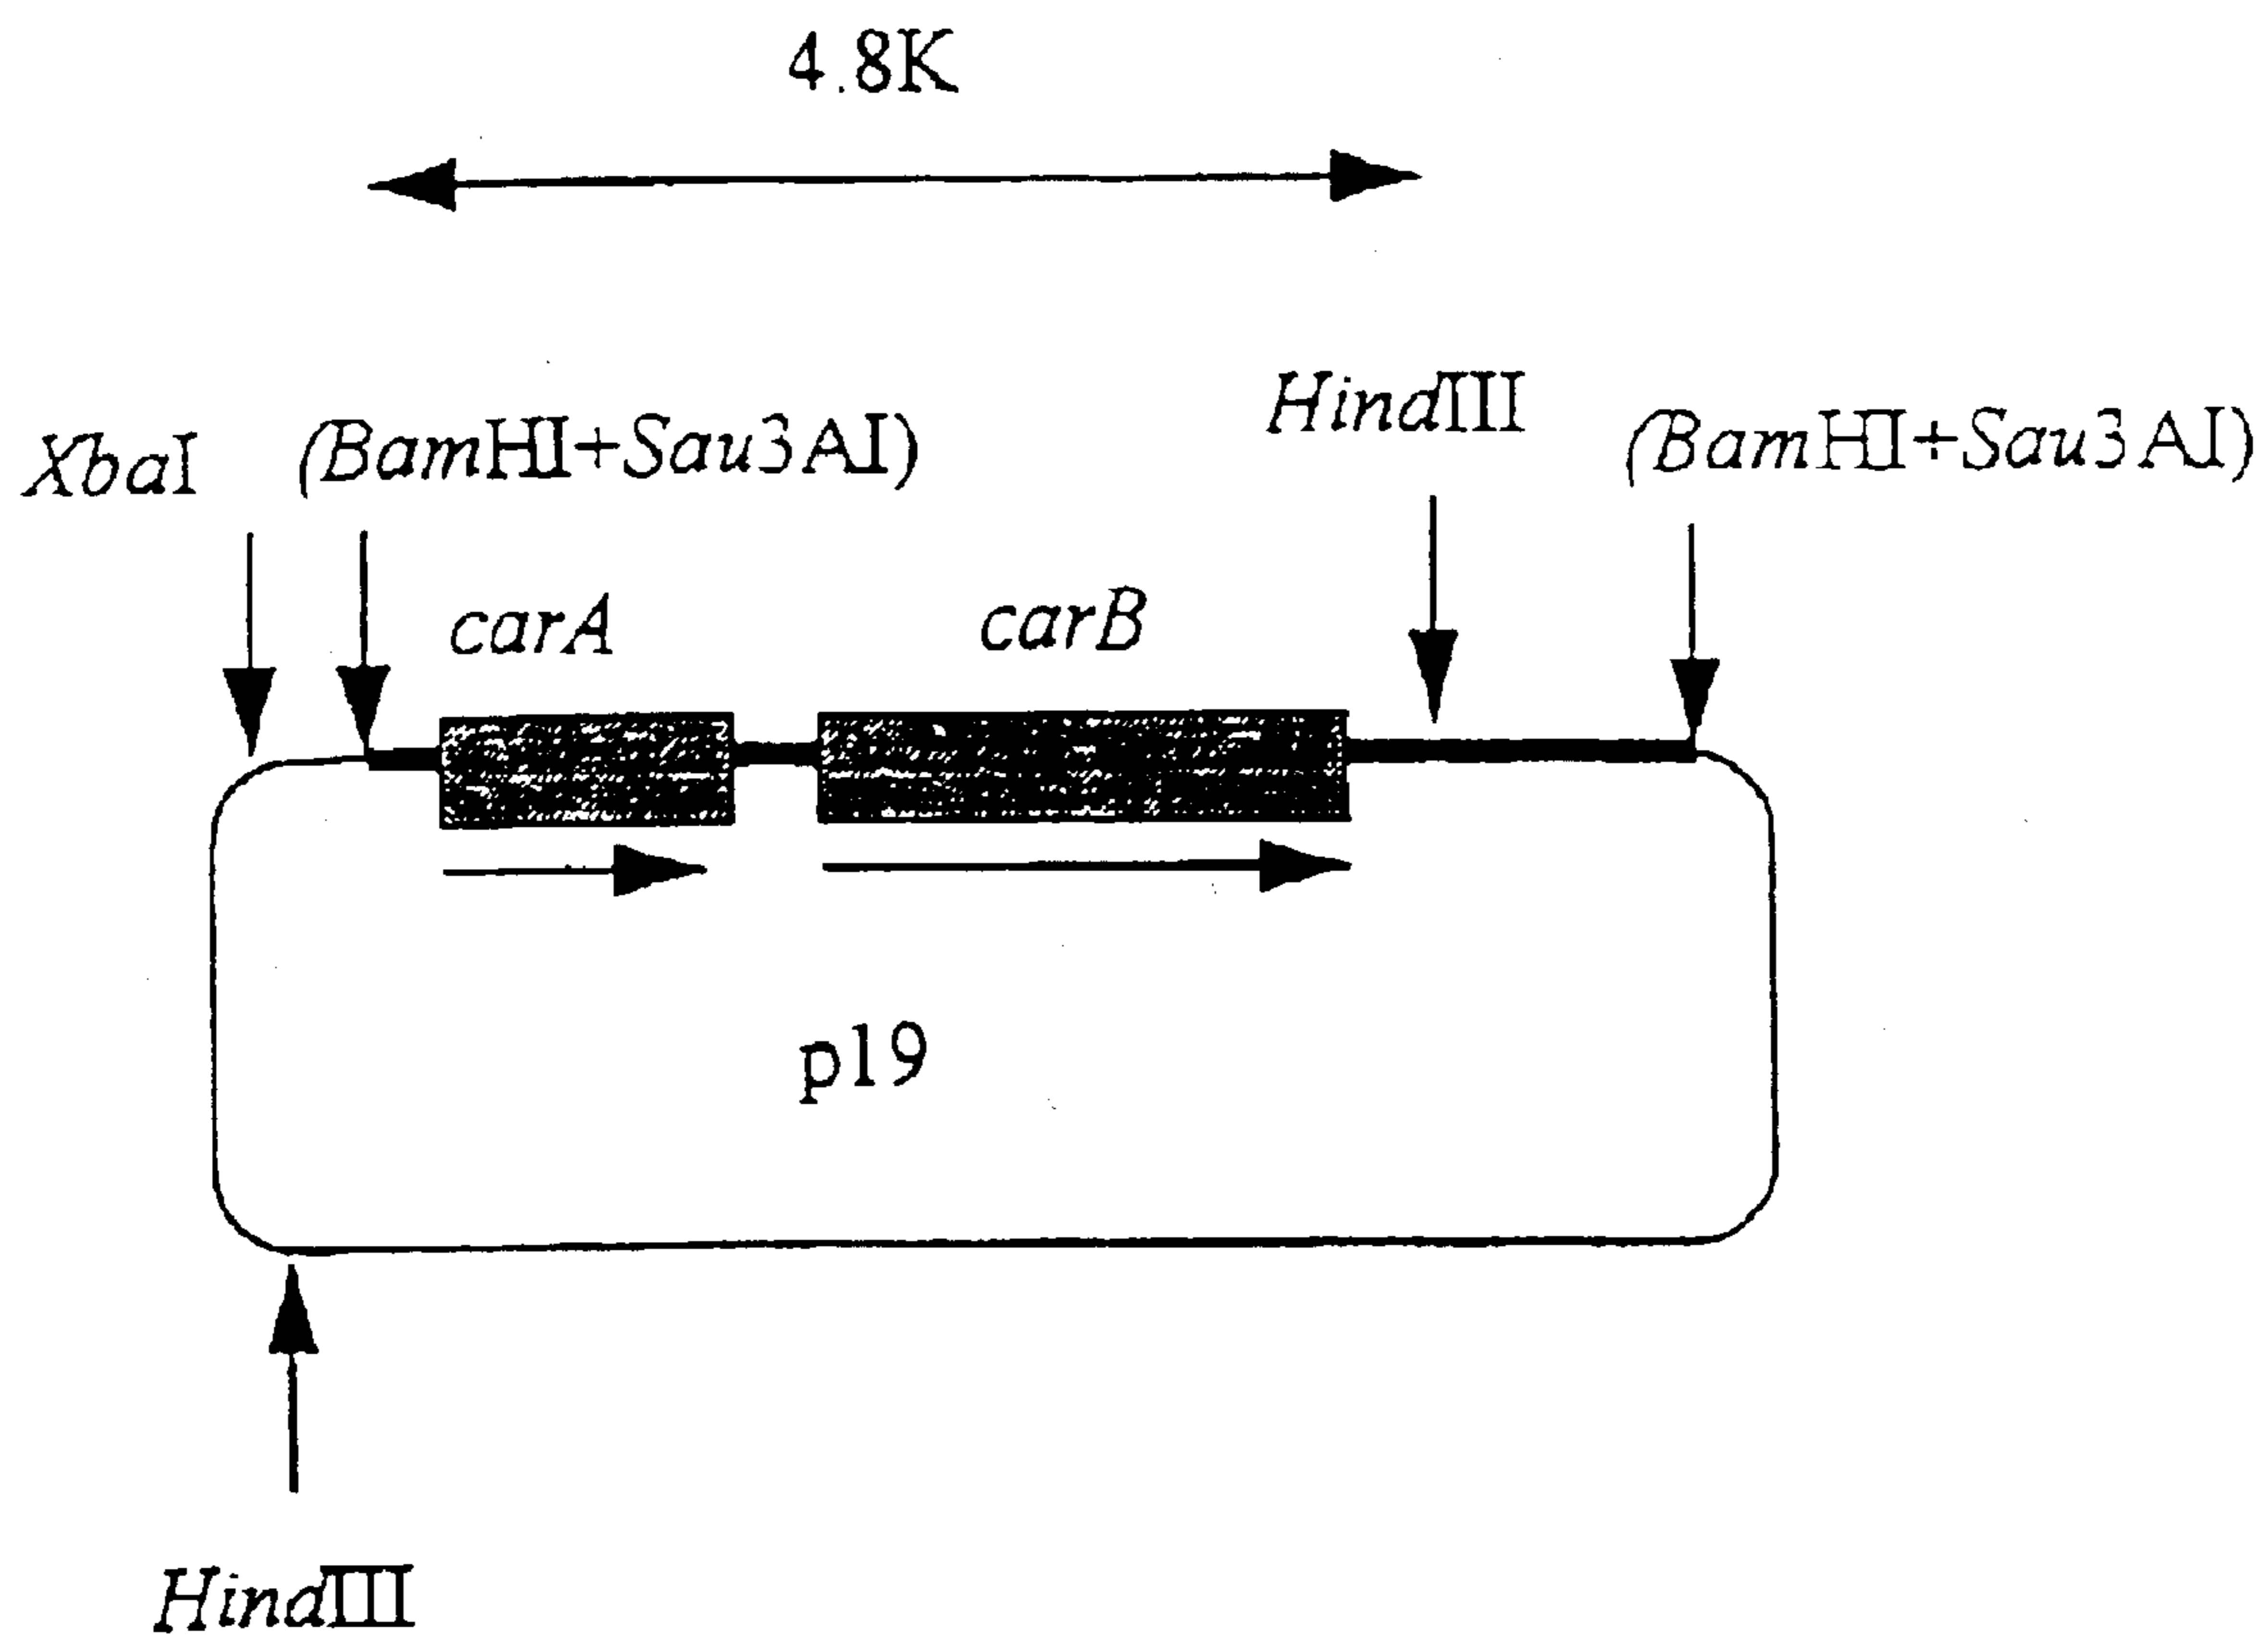 4.8K
HindIII
XbaI (BamHI+Sau3AI) (BamHI+Sau3AI)
carA carB
p19
HindIII